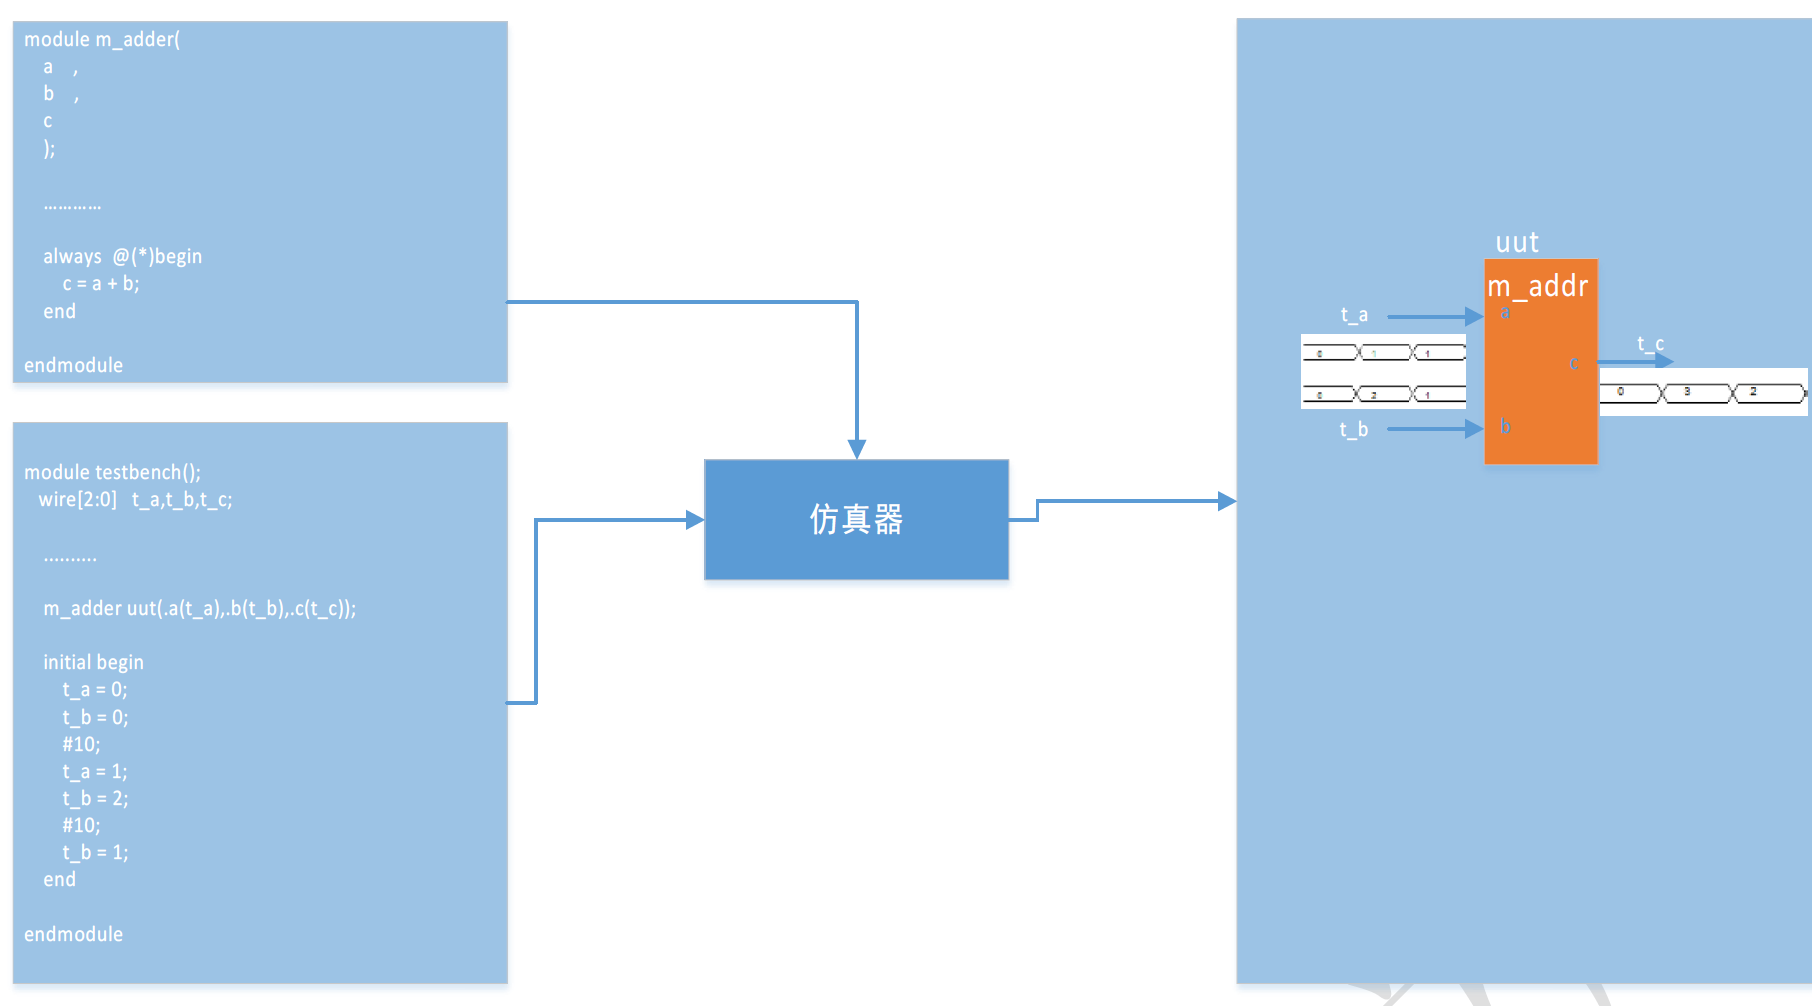 module m_adder(
a ,
b ,
c
);
…………
always @(*)begin
c = a + b;
end
endmodule
module testbench();
wire[2:0] t_a,t_b,t_c;
..........
m_adder uut(.a(t_a),.b(t_b),.c(t_c));
initial begin
t_a = 0;
t_b = 0;
#10;
t_a = 1;
t_b = 2;
#10;
t_b = 1;
end
endmodule
仿真器
uut
m_addr
t_a
a
0 1 1
t_c
c
0 3 2
0 2 1
t_b
b